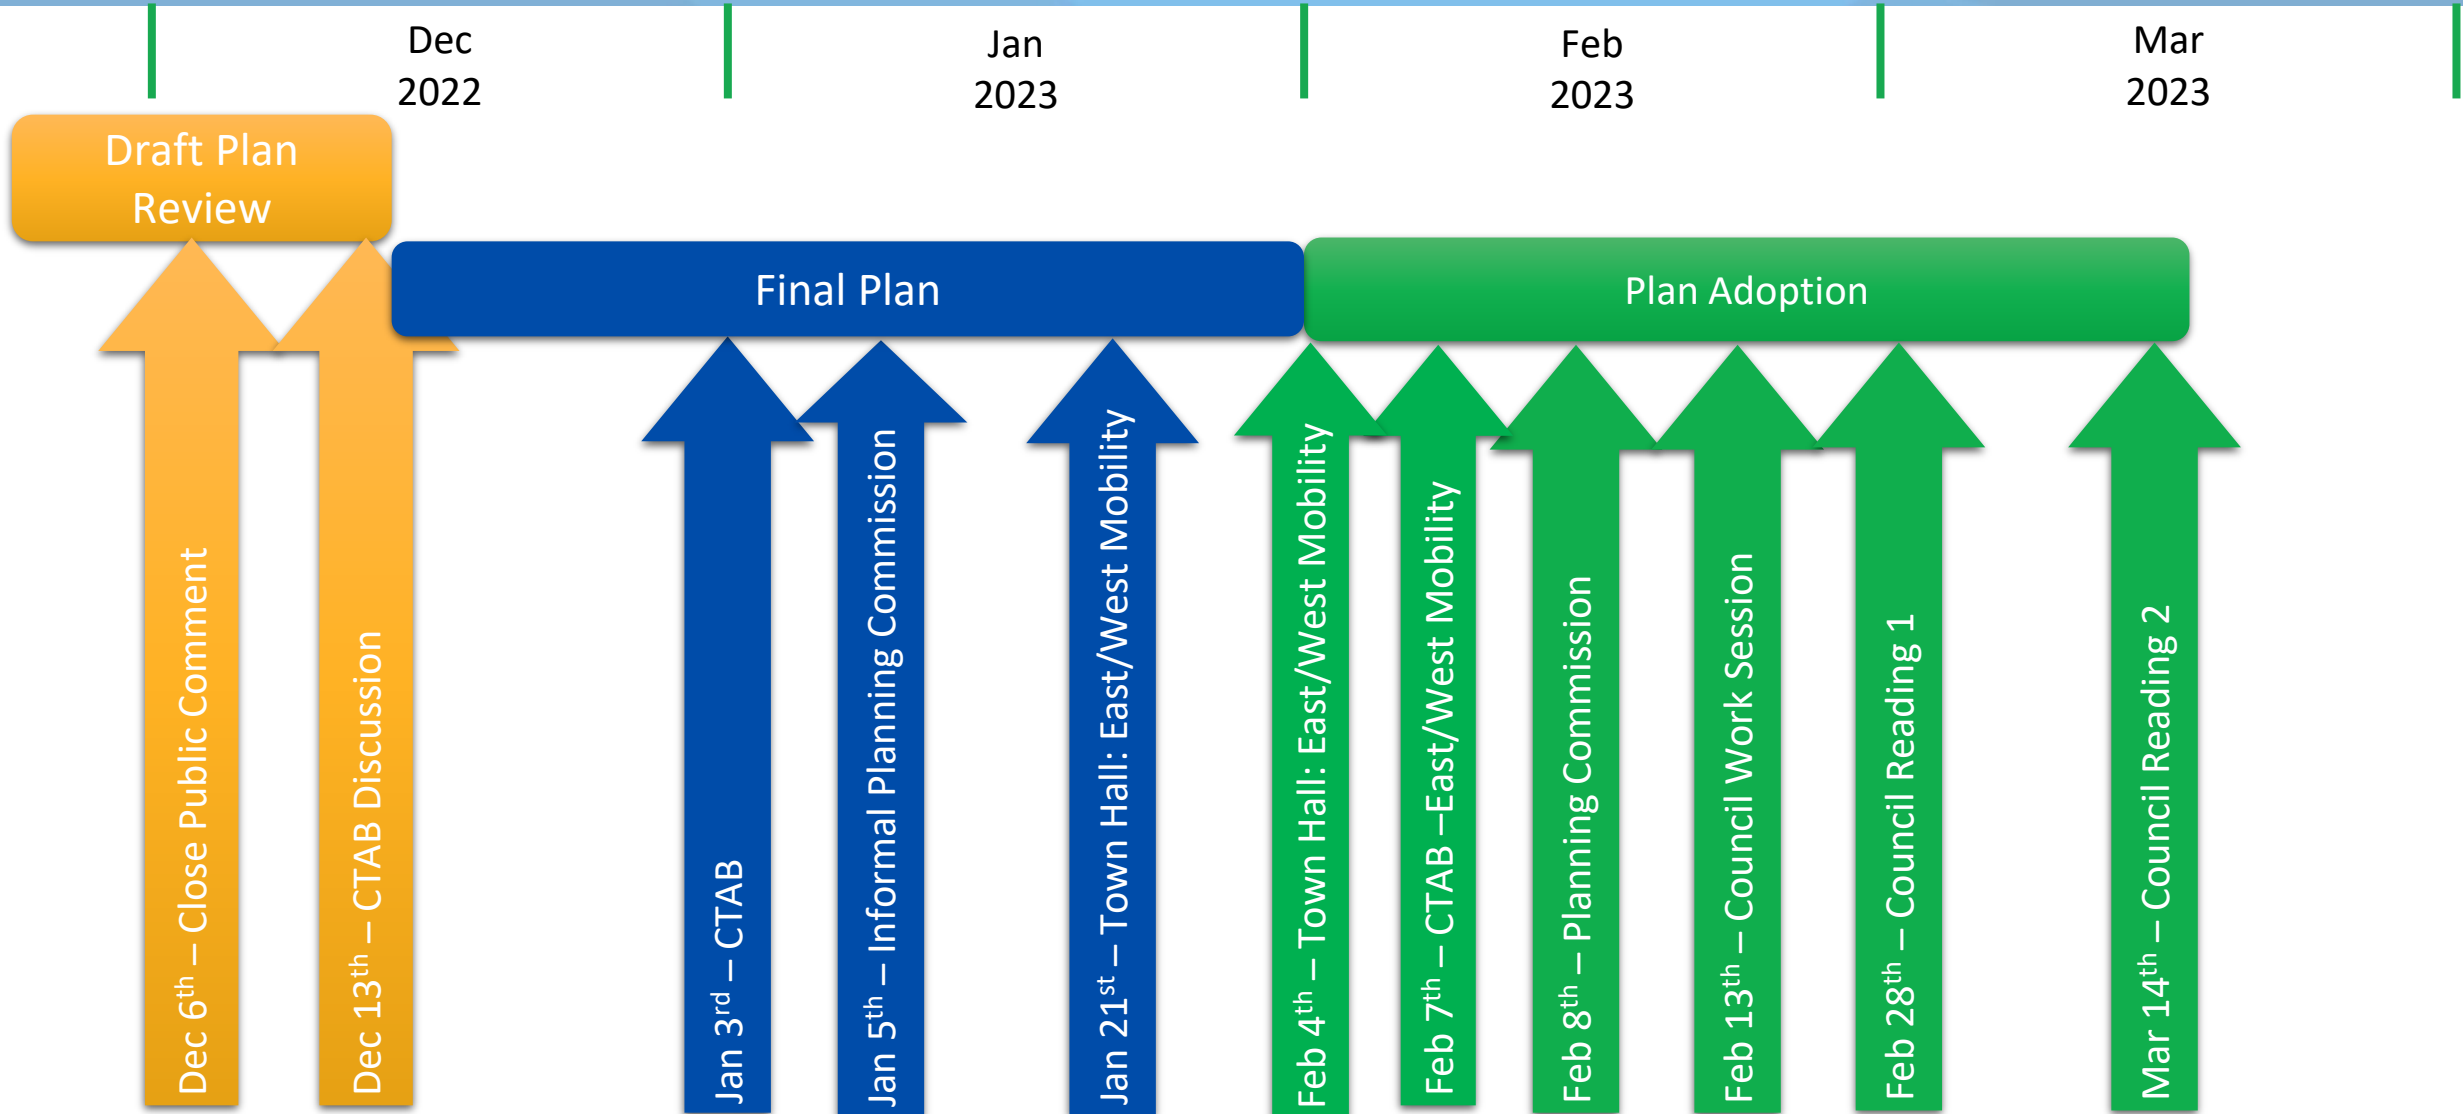 Dec
2022
Jan
2023
Feb
2023
Mar
2023
Draft Plan
Review
Final Plan
Plan Adoption
Dec 6th – Close Public Comment
Dec 13th – CTAB Discussion
Jan 3rd – CTAB
Jan 5th – Informal Planning Commission
Jan 21st – Town Hall: East/West Mobility
Feb 4th – Town Hall: East/West Mobility
Feb 7th – CTAB –East/West Mobility
Feb 8th – Planning Commission
Feb 13th – Council Work Session
Feb 28th – Council Reading 1
Mar 14th – Council Reading 2